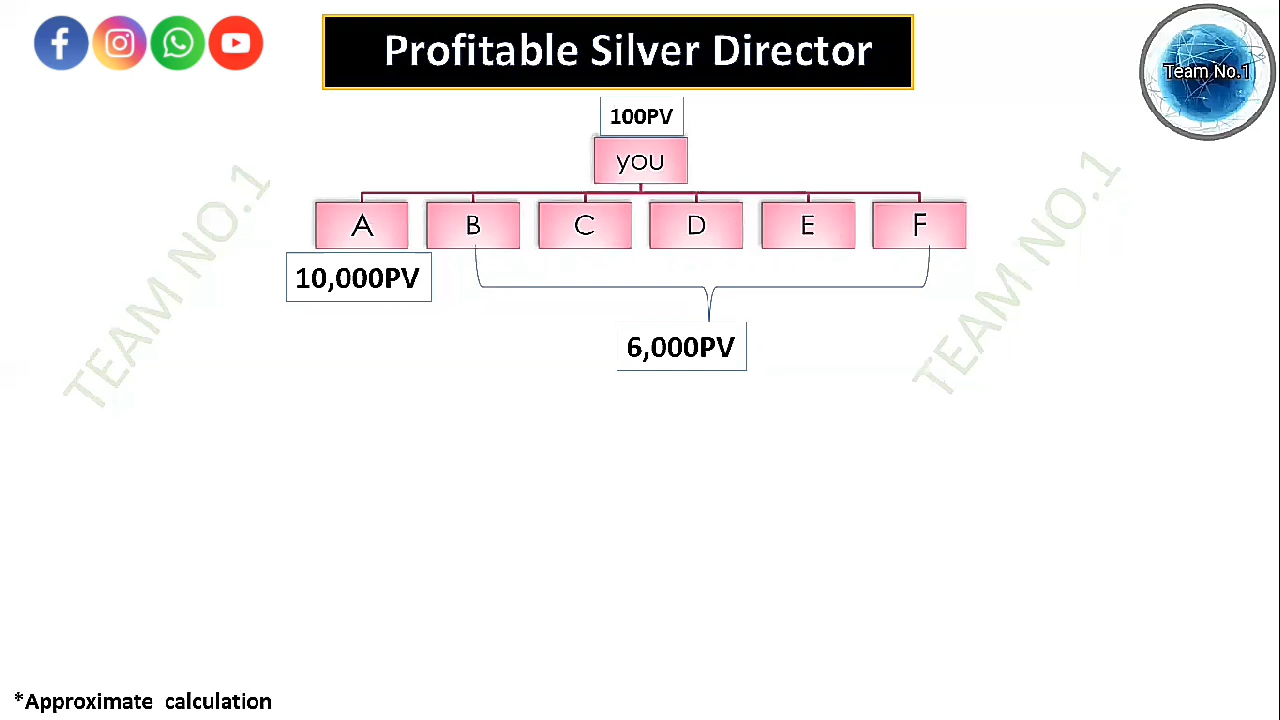 Profitable Silver Director
Team No.1
100PV
you
A B C D E F
10,000PV
6,000PV
TEAM NO.1
TEAM NO.1
*Approximate calculation